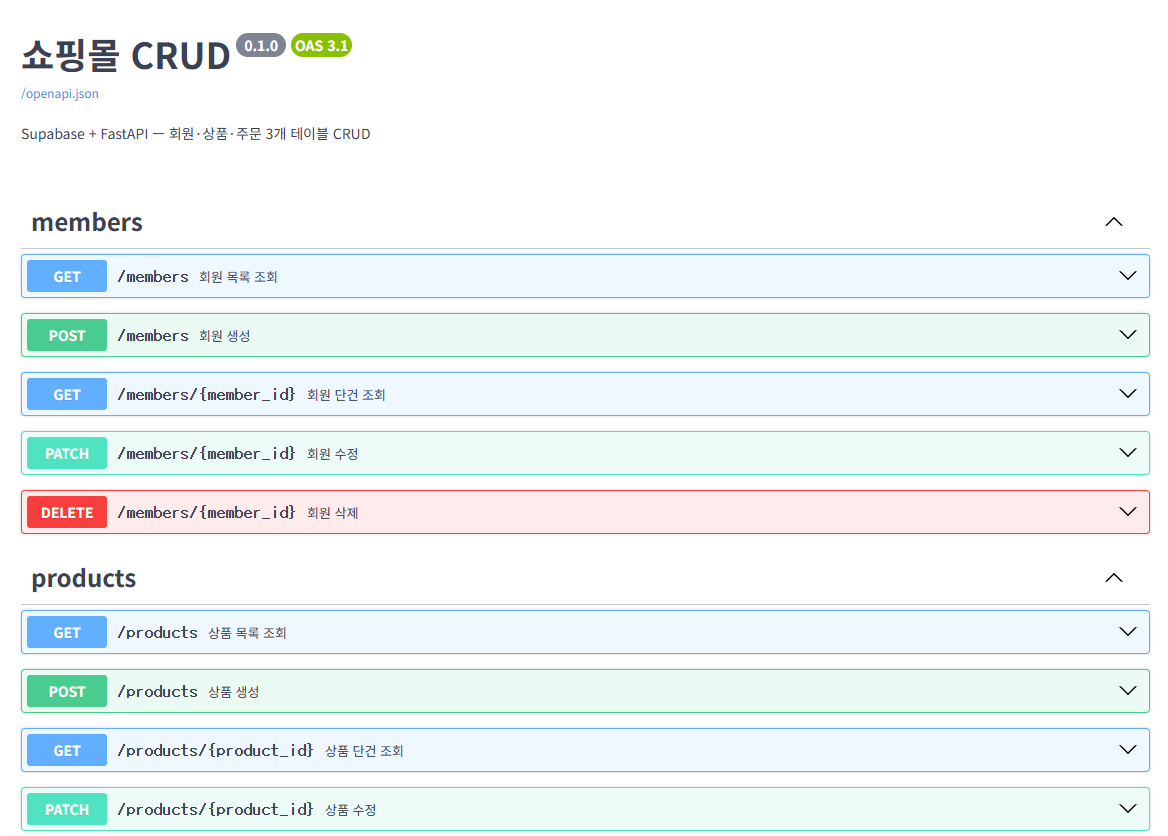 쇼핑몰 CRUD 0.1.0 OAS 3.1
/openapi.json
Supabase + FastAPI — 회원·상품·주문 3개 테이블 CRUD
members
GET /members 회원 목록 조회
POST /members 회원 생성
GET /members/{member_id} 회원 단건 조회
PATCH /members/{member_id} 회원 수정
DELETE /members/{member_id} 회원 삭제
products
GET /products 상품 목록 조회
POST /products 상품 생성
GET /products/{product_id} 상품 단건 조회
PATCH /products/{product_id} 상품 수정